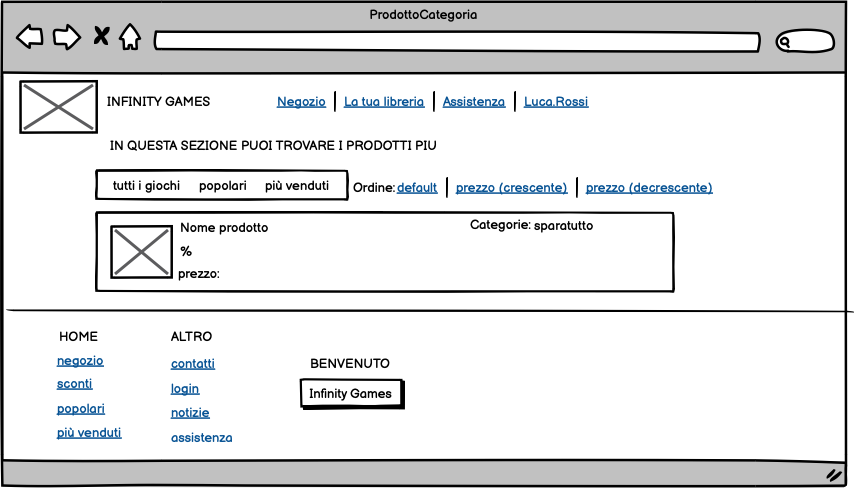 ProdottoCategoria
INFINITY GAMES
Negozio | La tua libreria | Assistenza | Luca.Rossi
IN QUESTA SEZIONE PUOI TROVARE I PRODOTTI PIU
tutti i giochi popolari più venduti
Ordine: default | prezzo (crescente) | prezzo (decrescente)
Nome prodotto
Categorie: sparatutto
%
prezzo:
HOME
negozio
sconti
popolari
più venduti
ALTRO
contatti
login
notizie
assistenza
BENVENUTO
Infinity Games